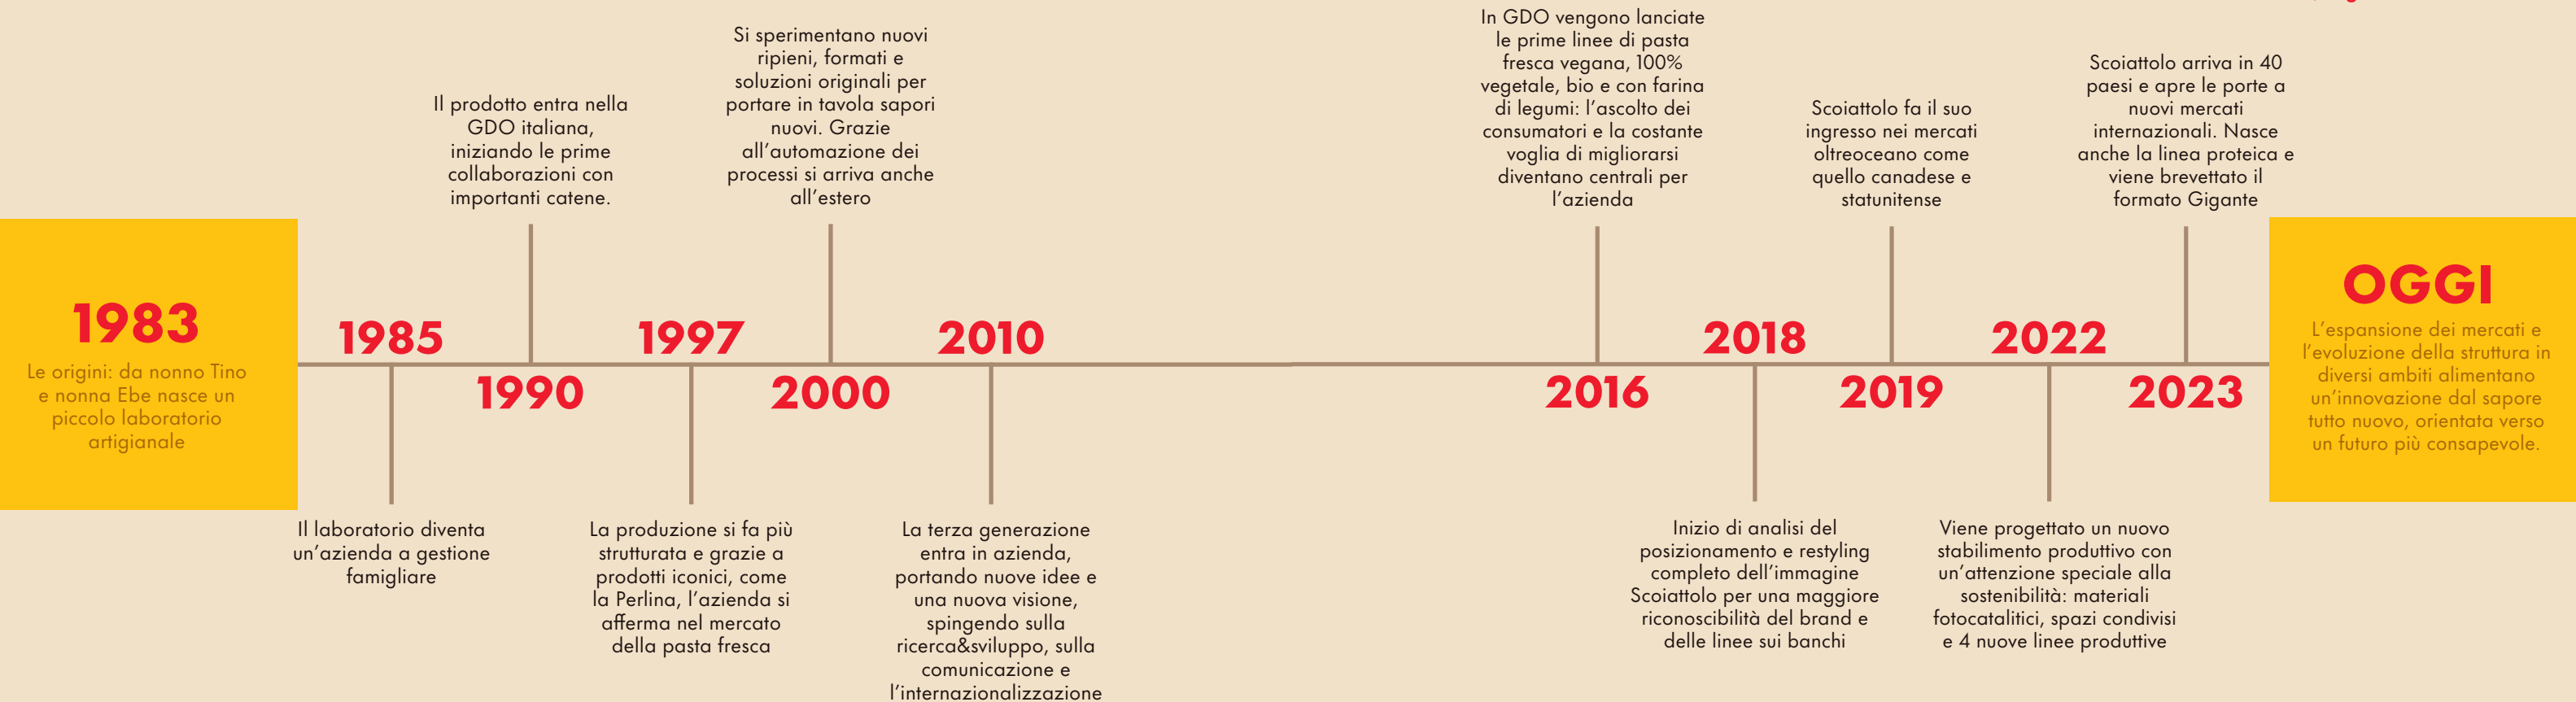 1983
Le origini: da nonno Tino
e nonna Ebe nasce un
piccolo laboratorio
artigianale
1985
Il laboratorio diventa
un’azienda a gestione
famigliare
Il prodotto entra nella
GDO italiana,
iniziando le prime
collaborazioni con
importanti catene.
1990
1997
La produzione si fa più
strutturata e grazie a
prodotti iconici, come
la Perlina, l’azienda si
afferma nel mercato
della pasta fresca
Si sperimentano nuovi
ripieni, formati e
soluzioni originali per
portare in tavola sapori
nuovi. Grazie
all’automazione dei
processi si arriva anche
all’estero
2000
2010
La terza generazione
entra in azienda,
portando nuove idee e
una nuova visione,
spingendo sulla
ricerca&sviluppo, sulla
comunicazione e
l’internazionalizzazione
In GDO vengono lanciate
le prime linee di pasta
fresca vegana, 100%
vegetale, bio e con farina
di legumi: l’ascolto dei
consumatori e la costante
voglia di migliorarsi
diventano centrali per
l’azienda
2016
2018
Inizio di analisi del
posizionamento e restyling
completo dell’immagine
Scoiattolo per una maggiore
riconoscibilità del brand e
delle linee sui banchi
Scoiattolo fa il suo
ingresso nei mercati
oltreoceano come
quello canadese e
statunitense
2019
2022
Viene progettato un nuovo
stabilimento produttivo con
un’attenzione speciale alla
sostenibilità: materiali
fotocatalitici, spazi condivisi
e 4 nuove linee produttive
Scoiattolo arriva in 40
paesi e apre le porte a
nuovi mercati
internazionali. Nasce
anche la linea proteica e
viene brevettato il
formato Gigante
2023
OGGI
L’espansione dei mercati e
l’evoluzione della struttura in
diversi ambiti alimentano
un’innovazione dal sapore
tutto nuovo, orientata verso
un futuro più consapevole.